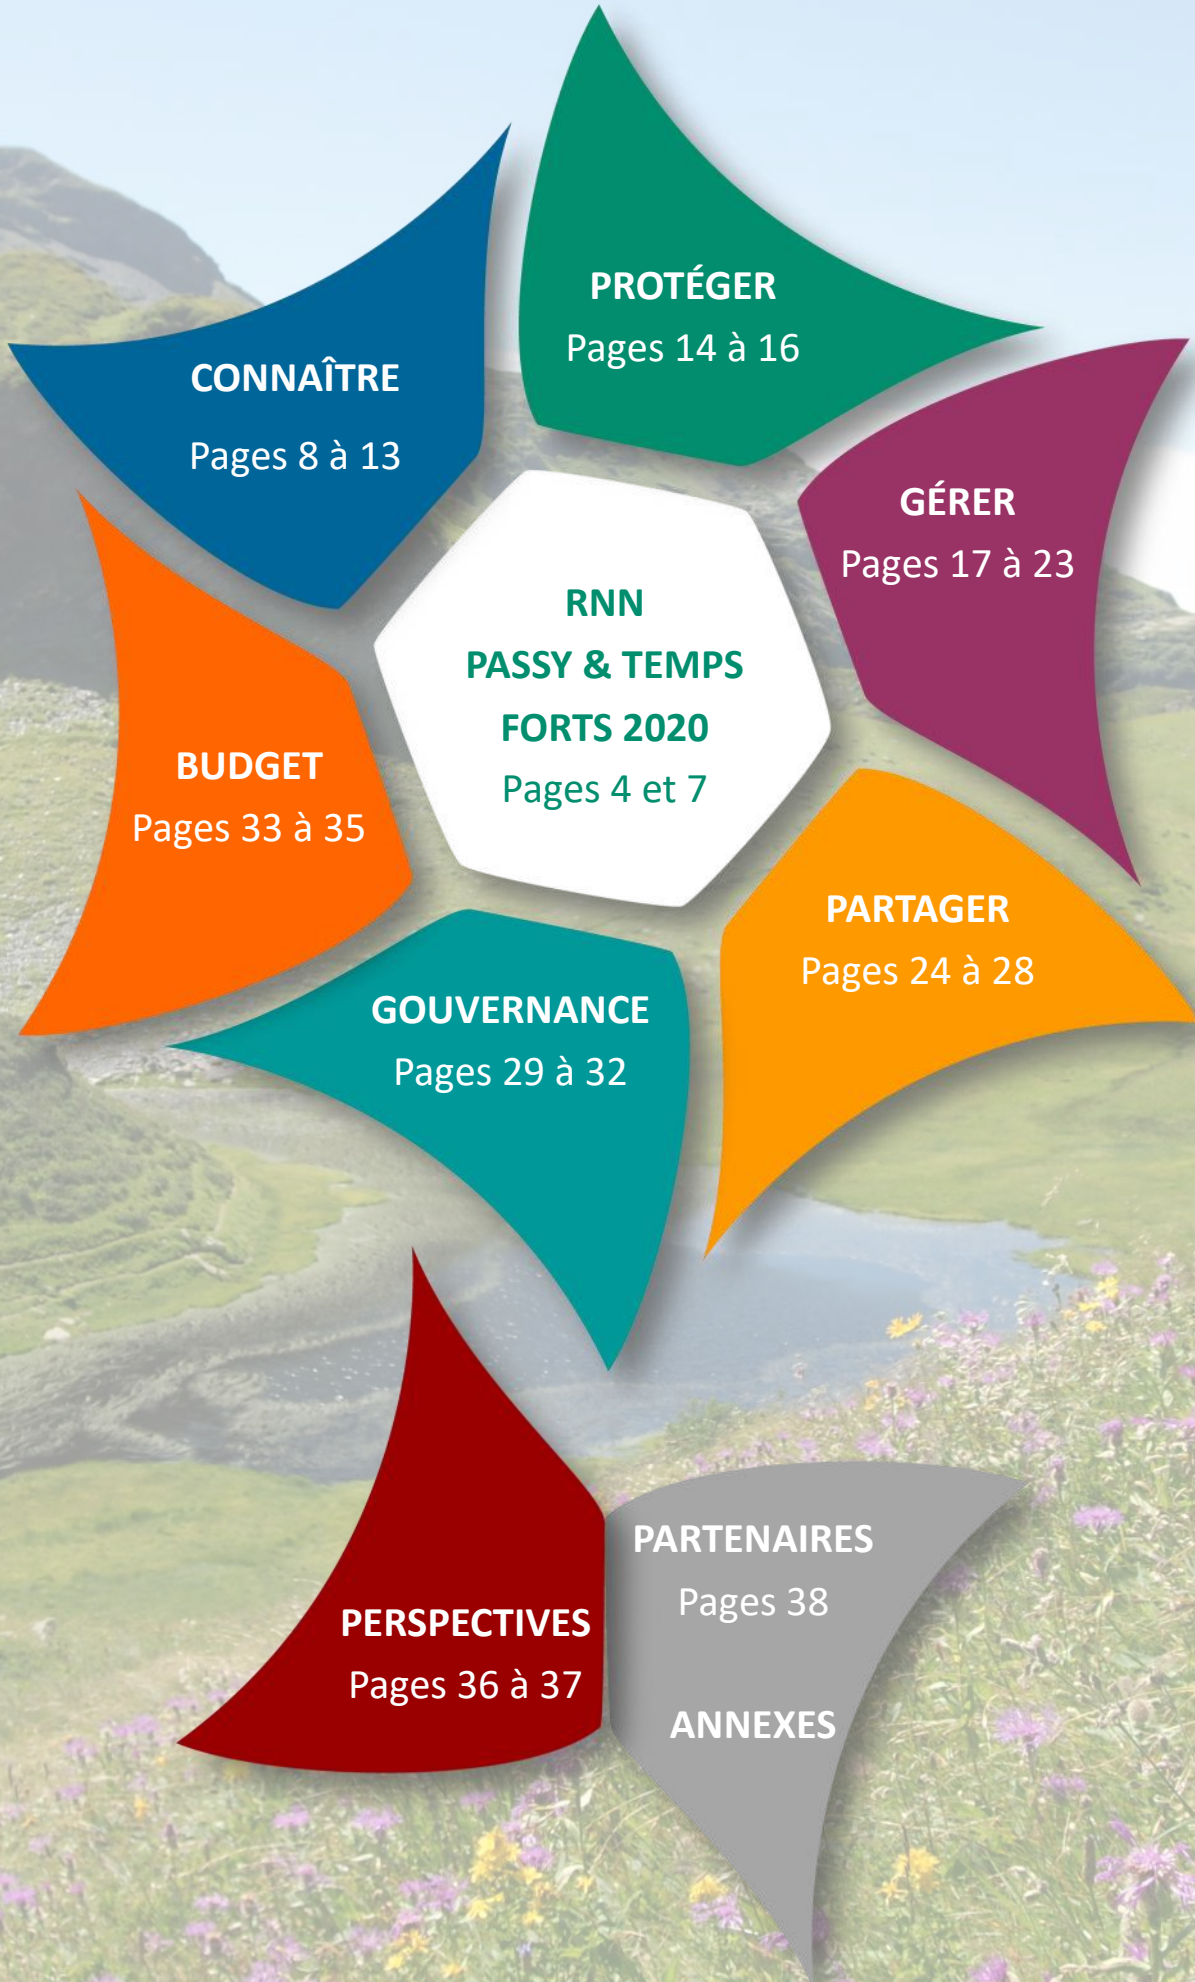 PROTÉGER
Pages 14 à 16
CONNAÎTRE
Pages 8 à 13
GÉRER
Pages 17 à 23
RNN
PASSY & TEMPS
FORTS 2020
Pages 4 et 7
BUDGET
Pages 33 à 35
PARTAGER
Pages 24 à 28
GOUVERNANCE
Pages 29 à 32
PERSPECTIVES
Pages 36 à 37
PARTENAIRES
Pages 38
ANNEXES